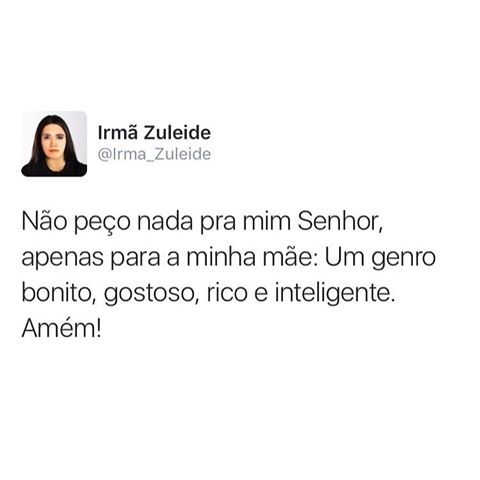 Irmã Zuleide
@Irma_Zuleide
Não peço nada pra mim Senhor,
apenas para a minha mãe: Um genro
bonito, gostoso, rico e inteligente.
Amém!